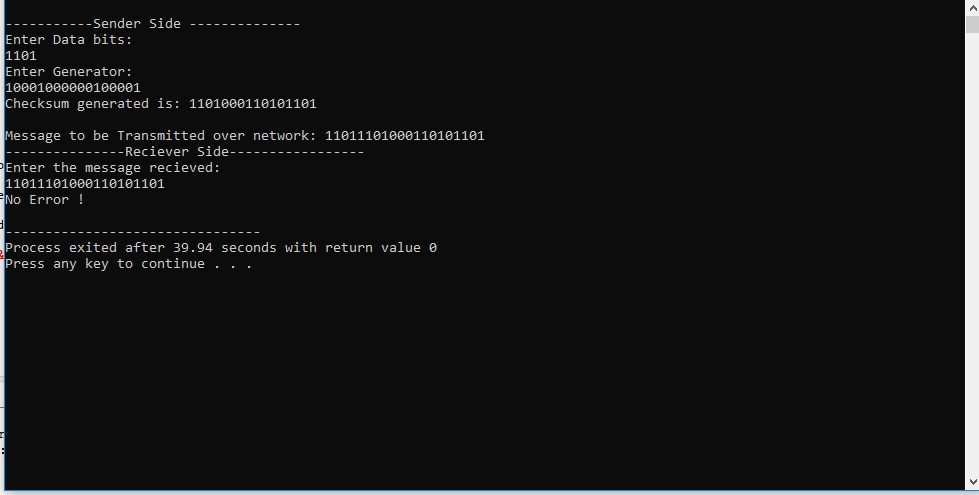 -----------Sender Side --------------
Enter Data bits:
1101
Enter Generator:
10001000000100001
Checksum generated is: 1101000110101101
Message to be Transmitted over network: 11011101000110101101
---------------Reciever Side-----------------
Enter the message recieved:
11011101000110101101
No Error !
--------------------------------
Process exited after 39.94 seconds with return value 0
Press any key to continue . . .